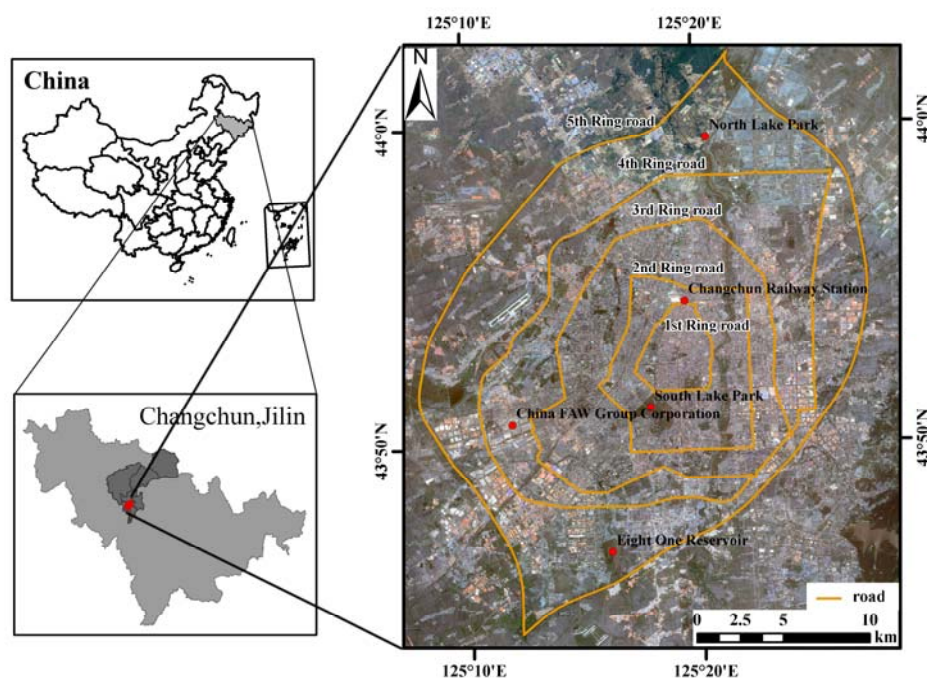 China
Changchun,Jilin
125°10'E
125°20'E
N
44°0'N
44°0'N
5th Ring road
North Lake Park
4th Ring road
3rd Ring road
2nd Ring road
Changchun Railway Station
1st Ring road
South Lake Park
China FAW Group Corporation
43°50'N
43°50'N
Eight One Reservoir
road
0 2.5 5 10
km
125°10'E
125°20'E